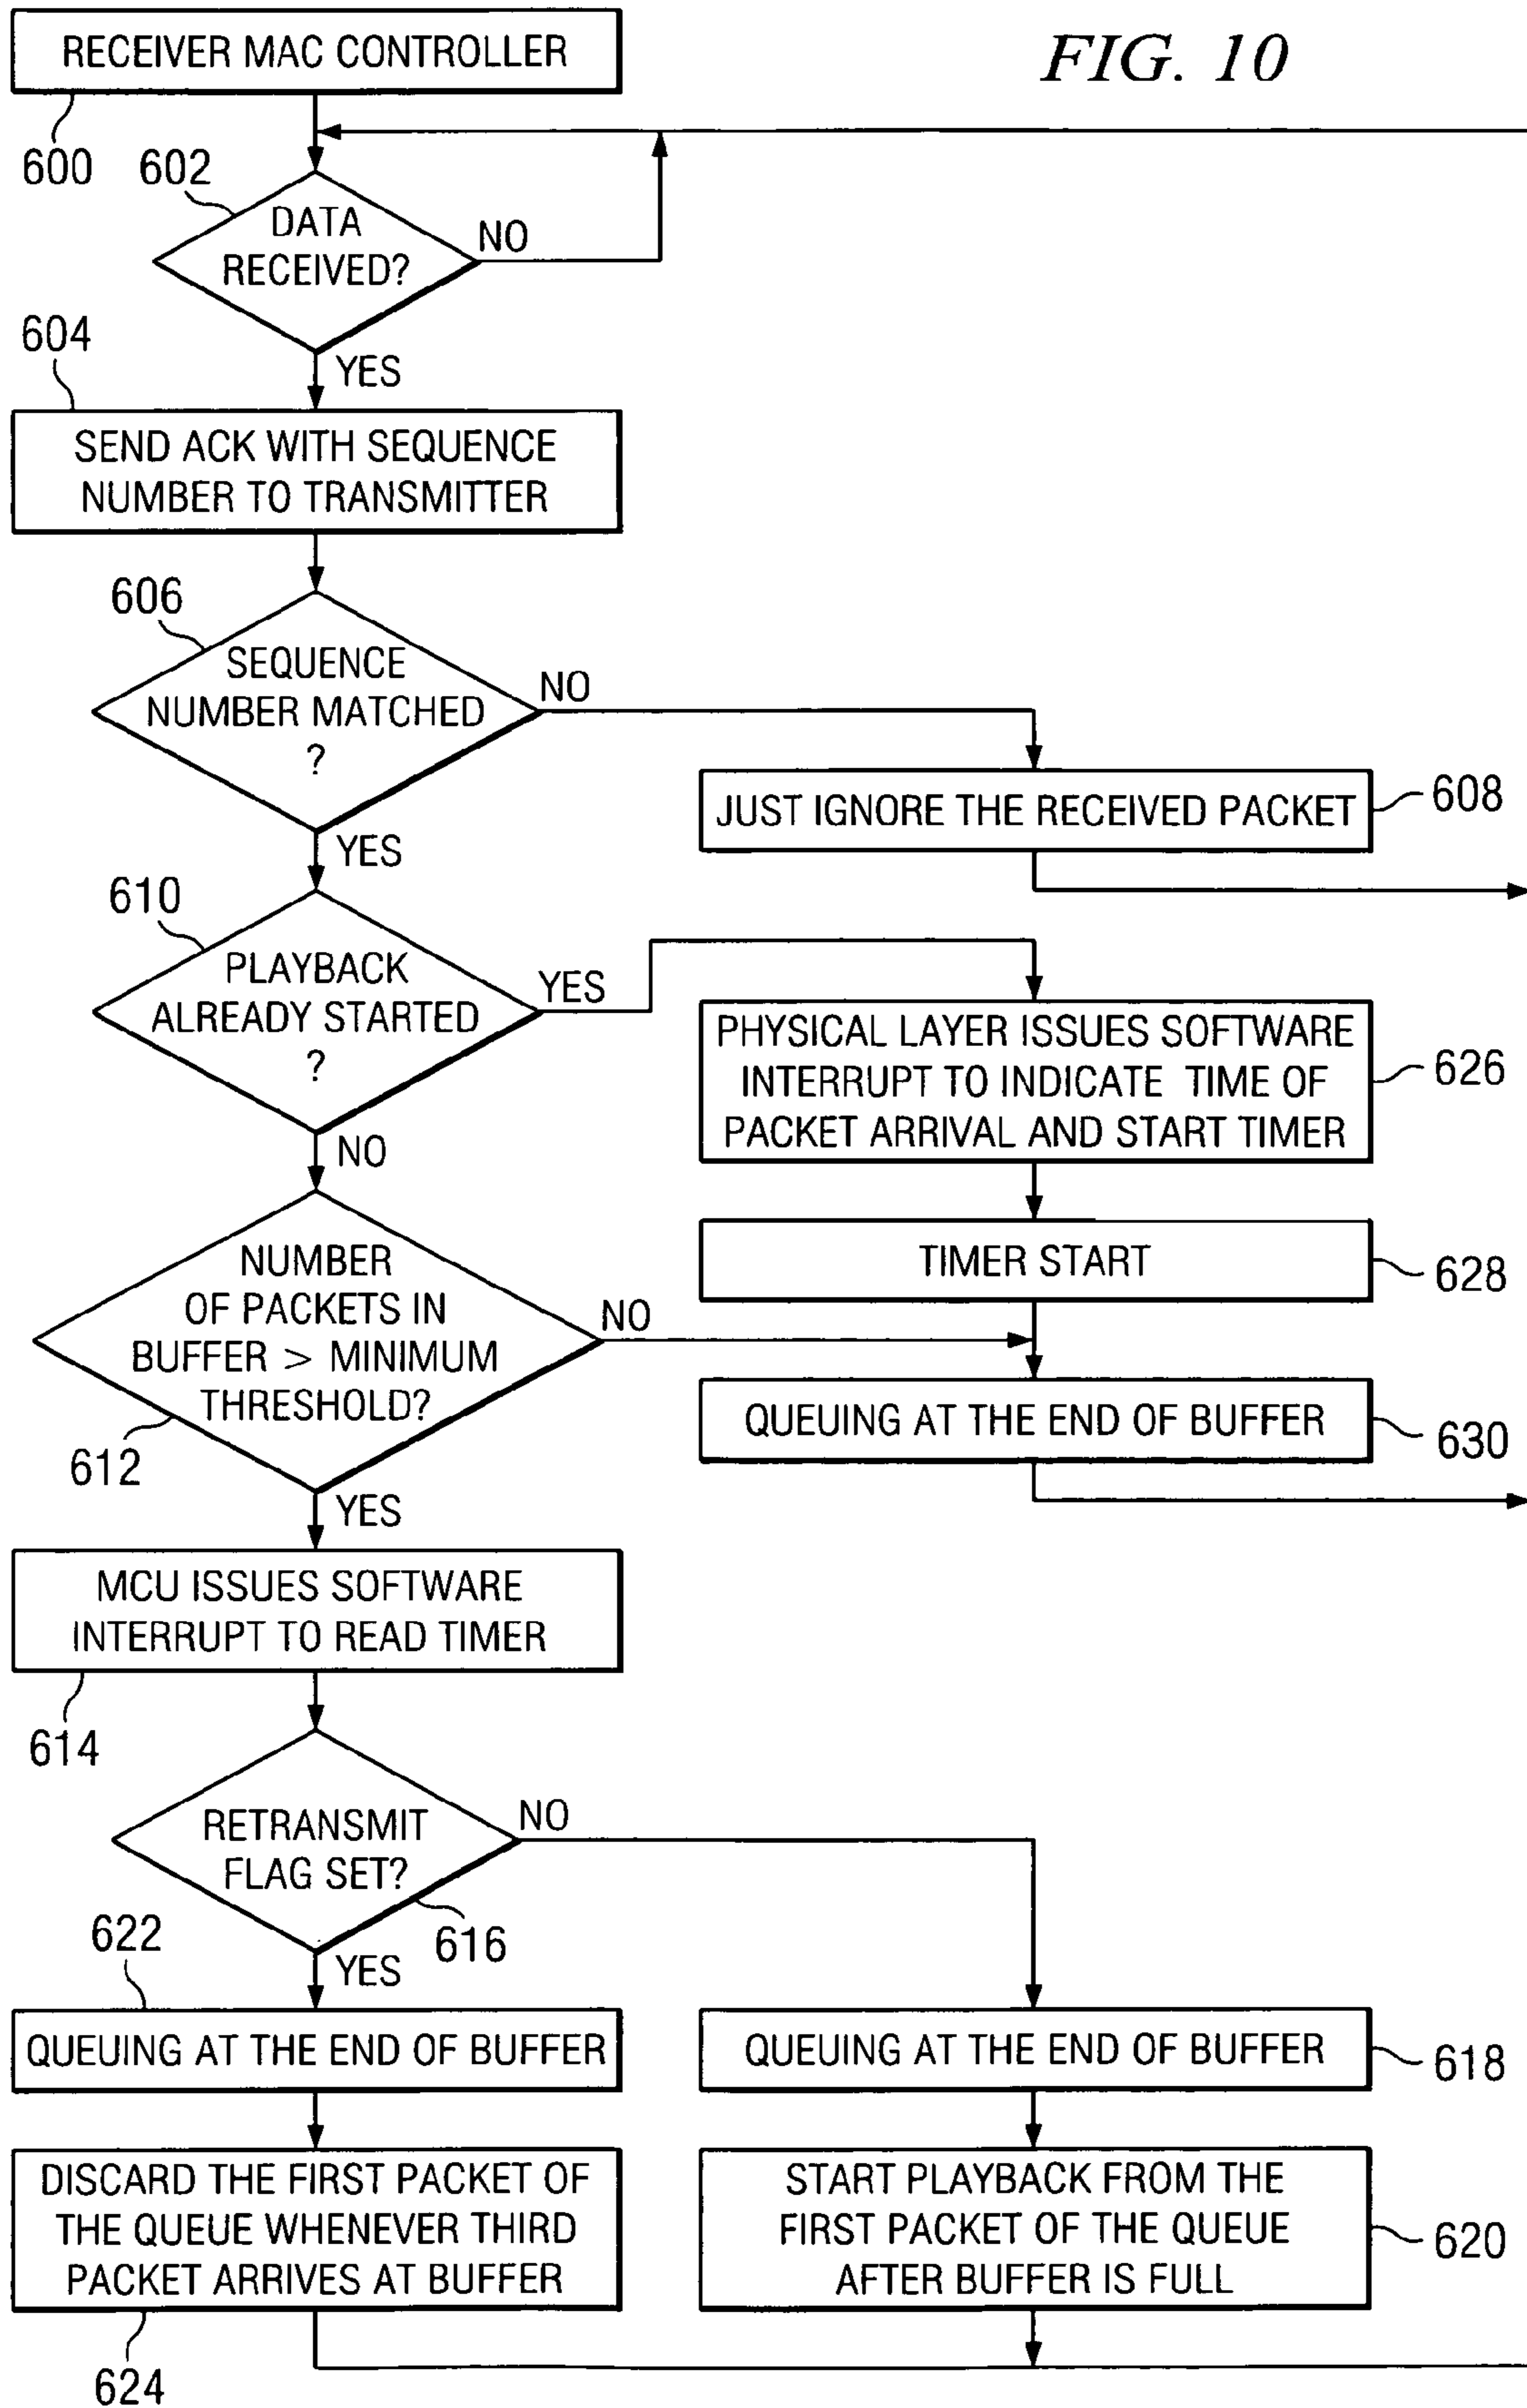 RECEIVER MAC CONTROLLER
FIG. 10
600
602
DATA
RECEIVED?
NO
604
YES
SEND ACK WITH SEQUENCE
NUMBER TO TRANSMITTER
606
SEQUENCE
NUMBER MATCHED
?
NO
JUST IGNORE THE RECEIVED PACKET
608
YES
610
PLAYBACK
ALREADY STARTED
?
YES
PHYSICAL LAYER ISSUES SOFTWARE
INTERRUPT TO INDICATE TIME OF
PACKET ARRIVAL AND START TIMER
626
NO
TIMER START
628
NUMBER
OF PACKETS IN
BUFFER > MINIMUM
THRESHOLD?
NO
612
QUEUING AT THE END OF BUFFER
630
YES
MCU ISSUES SOFTWARE
INTERRUPT TO READ TIMER
614
RETRANSMIT
FLAG SET?
NO
616
622
YES
QUEUING AT THE END OF BUFFER
QUEUING AT THE END OF BUFFER
618
DISCARD THE FIRST PACKET OF
THE QUEUE WHENEVER THIRD
PACKET ARRIVES AT BUFFER
624
START PLAYBACK FROM THE
FIRST PACKET OF THE QUEUE
AFTER BUFFER IS FULL
620